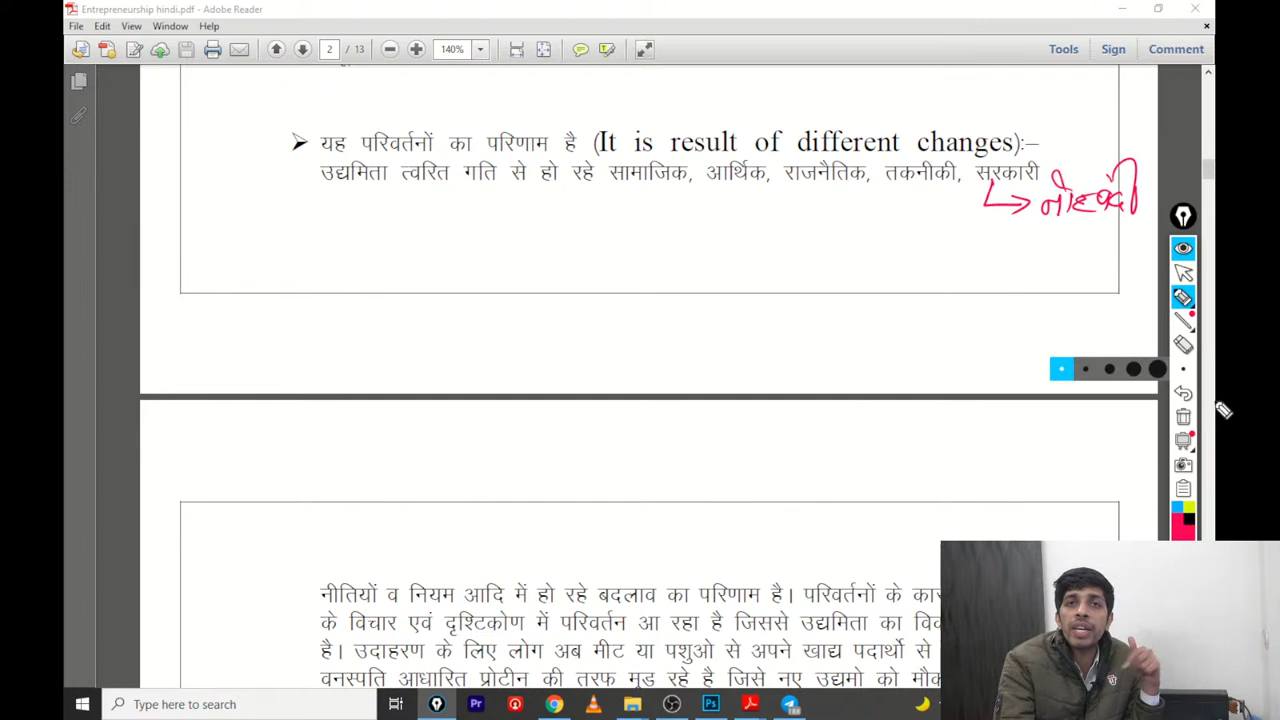 Entrepreneurship hindi.pdf - Adobe Reader
File Edit View Window Help
2 / 13 140% Tools Sign Comment
➤ यह परिवर्तनों का परिणाम है (It is result of different changes):–
उद्यमिता त्वरित गति से हो रहे सामाजिक, आर्थिक, राजनैतिक, तकनीकी, सरकारी
नोटबंदी
नीतियों व नियम आदि में हो रहे बदलाव का परिणाम है। परिवर्तनों के
के विचार एवं दृश्टिकोण में परिवर्तन आ रहा है जिससे उद्यमिता का
है। उदाहरण के लिए लोग अब मीट या पशुओ से अपने खाद्य पदार्थो से
वनस्पति आधारित प्रोटीन की तरफ मुड रहे है जिसे नए उद्यमो को
Type here to search